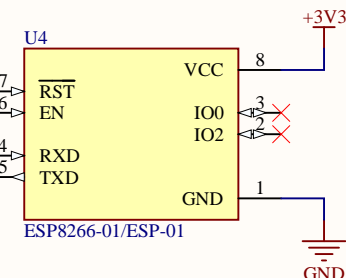 +3V3
U4
VCC 8
7 RST
6 EN
IO0 3
IO2 2
4 RXD
5 TXD
GND 1
ESP8266-01/ESP-01
GND